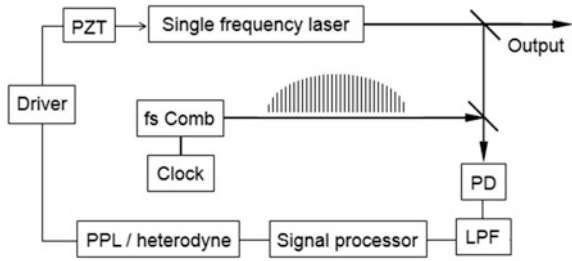 PZT
Single frequency laser
Output
Driver
fs Comb
Clock
PD
PPL / heterodyne
Signal processor
LPF